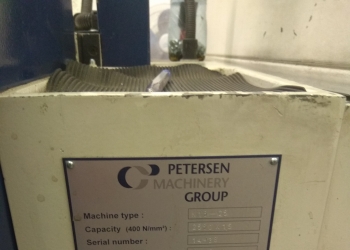 PETERSEN
MACHINERY
GROUP
Machine type :
Capacity (400 N/mm²) :
Serial number :